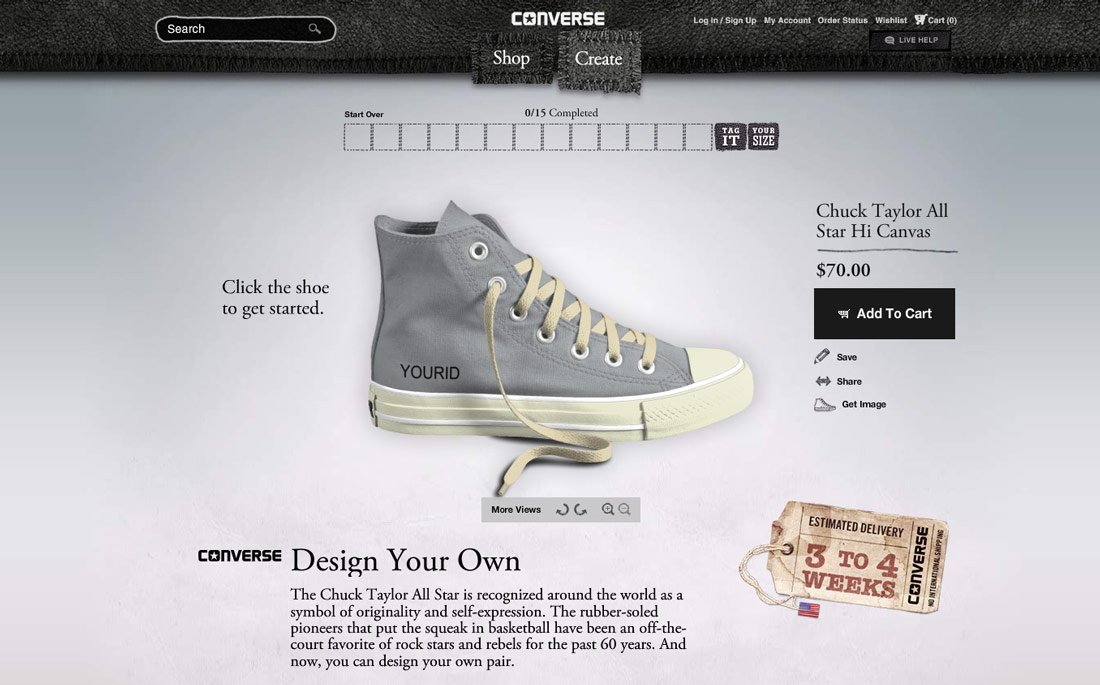 Search
CONVERSE
Log In / Sign Up My Account Order Status Wishlist Cart (0)
LIVE HELP
Shop
Create
Start Over
0/15 Completed
TAG
IT
YOUR
SIZE
Chuck Taylor All
Star Hi Canvas
$70.00
Add To Cart
Save
Share
Get Image
Click the shoe
to get started.
YOURID
More Views
ESTIMATED DELIVERY
3 TO 4
WEEKS
CONVERSE
NO INTERNATIONAL SHIPPING
CONVERSE
Design Your Own
The Chuck Taylor All Star is recognized around the world as a
symbol of originality and self-expression. The rubber-soled
pioneers that put the squeak in basketball have been an off-the-
court favorite of rock stars and rebels for the past 60 years. And
now, you can design your own pair.